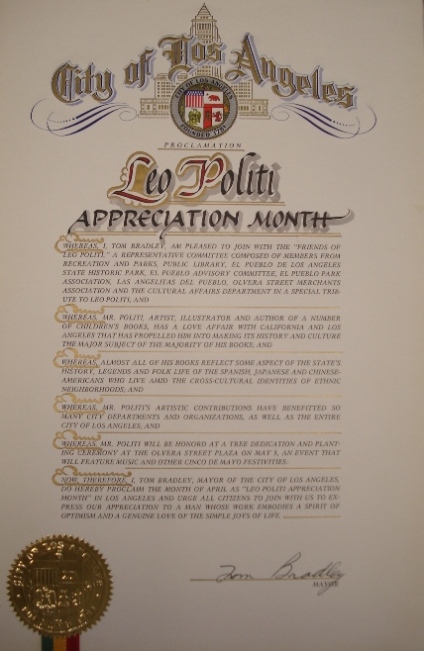 City of Los Angeles
CITY OF LOS ANGELES
FOUNDED 1781
PROCLAMATION
Leo Politi
APPRECIATION MONTH
WHEREAS, I, TOM BRADLEY, AM PLEASED TO JOIN WITH THE "FRIENDS OF
LEO POLITI," A REPRESENTATIVE COMMITTEE COMPOSED OF MEMBERS FROM
RECREATION AND PARKS, PUBLIC LIBRARY, EL PUEBLO DE LOS ANGELES
STATE HISTORIC PARK, EL PUEBLO ADVISORY COMMITTEE, EL PUEBLO PARK
ASSOCIATION, LAS ANGELITAS DEL PUEBLO, OLVERA STREET MERCHANTS
ASSOCIATION AND THE CULTURAL AFFAIRS DEPARTMENT IN A SPECIAL TRIB-
UTE TO LEO POLITI, AND
WHEREAS, MR. POLITI, ARTIST, ILLUSTRATOR AND AUTHOR OF A NUMBER
OF CHILDREN'S BOOKS, HAS A LOVE AFFAIR WITH CALIFORNIA AND LOS
ANGELES THAT HAS PROPELLED HIM INTO MAKING ITS HISTORY AND CULTURE
THE MAJOR SUBJECT OF THE MAJORITY OF HIS BOOKS; AND
WHEREAS, ALMOST ALL OF HIS BOOKS REFLECT SOME ASPECT OF THE STATE'S
HISTORY, LEGENDS AND FOLK LIFE OF THE SPANISH, JAPANESE AND CHINESE-
AMERICANS WHO LIVE AMID THE CROSS-CULTURAL IDENTITIES OF ETHNIC
NEIGHBORHOODS; AND
WHEREAS, MR. POLITI'S ARTISTIC CONTRIBUTIONS HAVE BENEFITTED SO
MANY CITY DEPARTMENTS AND ORGANIZATIONS, AS WELL AS THE ENTIRE
CITY OF LOS ANGELES; AND
WHEREAS, MR. POLITI WILL BE HONORED AT A TREE DEDICATION AND PLANT-
ING CEREMONY AT THE OLVERA STREET PLAZA ON MAY 5, AN EVENT THAT
WILL FEATURE MUSIC AND OTHER CINCO DE MAYO FESTIVITIES:
NOW, THEREFORE, I, TOM BRADLEY, MAYOR OF THE CITY OF LOS ANGELES,
DO HEREBY PROCLAIM THE MONTH OF APRIL AS "LEO POLITI APPRECIATION
MONTH" IN LOS ANGELES AND URGE ALL CITIZENS TO JOIN WITH US TO EX-
PRESS OUR APPRECIATION TO A MAN WHOSE WORK EMBODIES A SPIRIT OF
OPTIMISM AND A GENUINE LOVE OF THE SIMPLE JOYS OF LIFE.
Tom Bradley
MAYOR